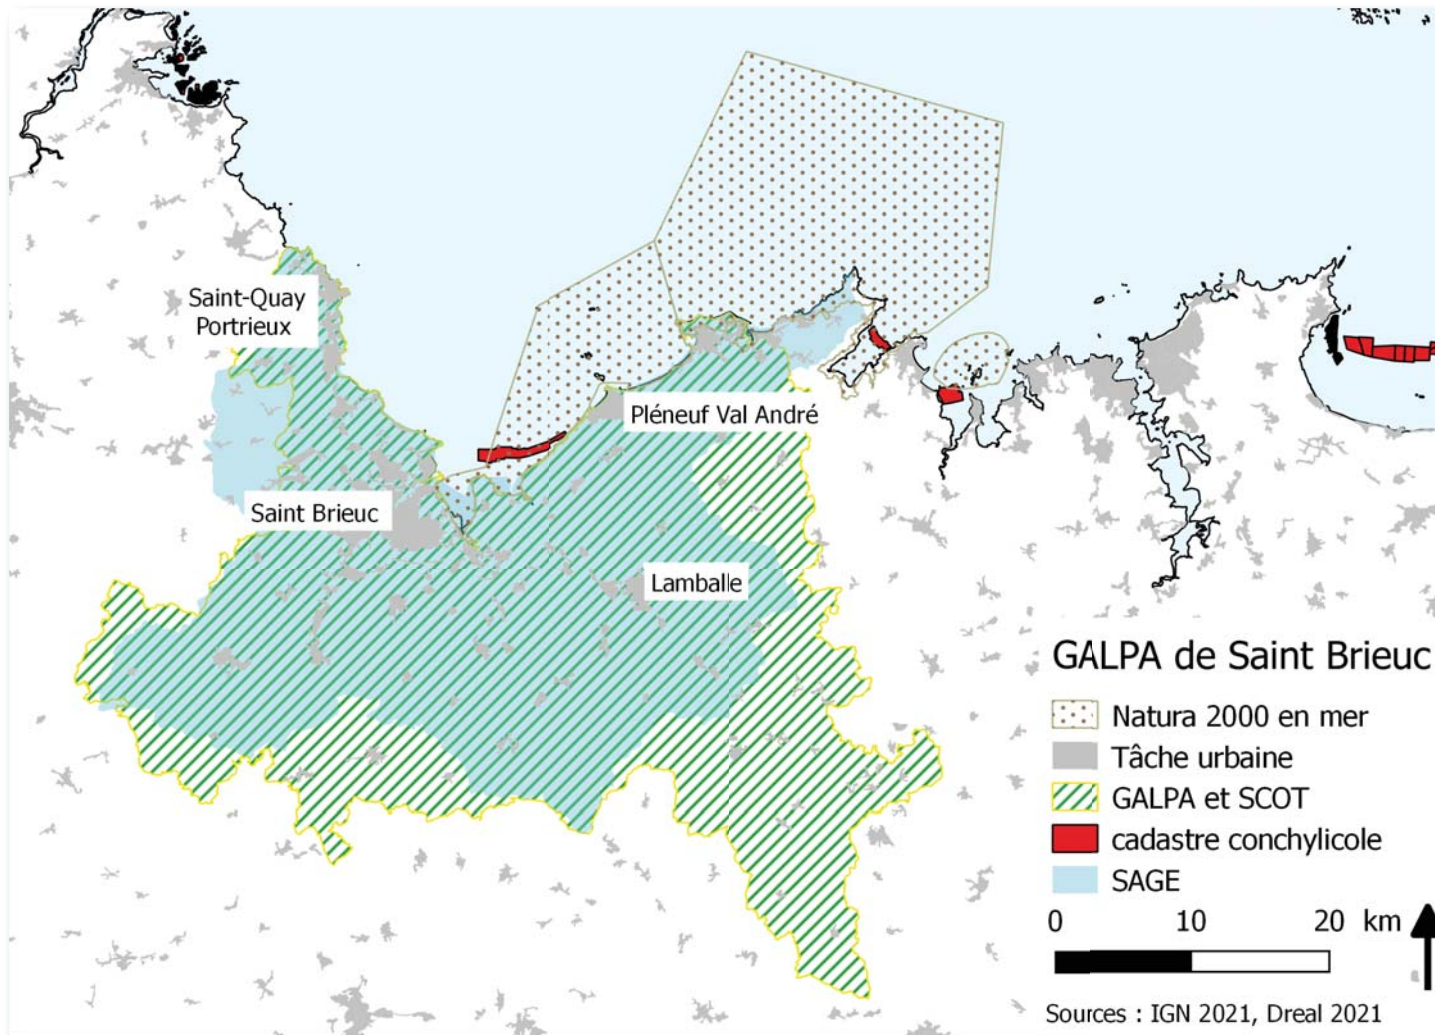 Saint-Quay
Portrieux
Pléneuf Val André
Saint Brieuc
Lamballe
GALPA de Saint Brieuc
Natura 2000 en mer
Tâche urbaine
GALPA et SCOT
cadastre conchylicole
SAGE
0 10 20 km
Sources : IGN 2021, Dreal 2021